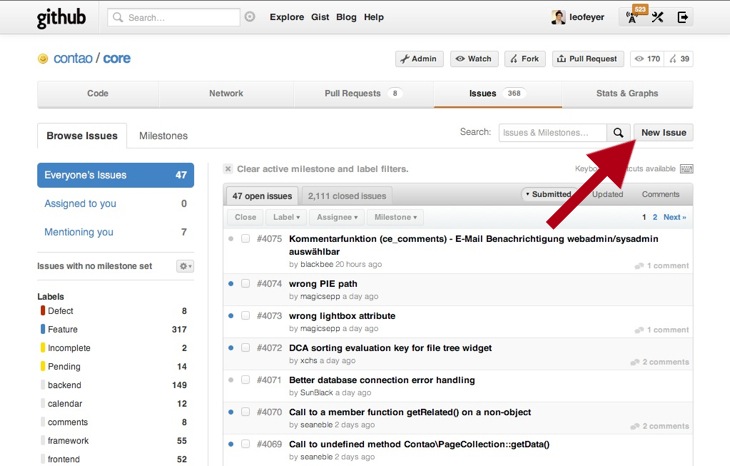 github
Search...
Explore Gist Blog Help
leofeyer
523
contao / core
Admin
Watch
Fork
Pull Request
170
39
Code
Network
Pull Requests 8
Issues 368
Stats & Graphs
Browse Issues
Milestones
Search:
Issues & Milestones...
New Issue
Everyone's Issues 47
Assigned to you 0
Mentioning you 7
Issues with no milestone set
Labels
Defect 8
Feature 317
Incomplete 2
Pending 14
backend 149
calendar 12
comments 8
framework 55
frontend 52
Clear active milestone and label filters.
available
47 open issues
2,111 closed issues
Submitted
Updated
Comments
Close
Label
Assignee
Milestone
1 2 Next »
#4075 Kommentarfunktion (ce_comments) - E-Mail Benachrichtigung webadmin/sysadmin
auswählbar
by blackbee 20 hours ago
1 comment
#4074 wrong PIE path
by magicsepp a day ago
#4073 wrong lightbox attribute
by magicsepp a day ago
1 comment
#4072 DCA sorting evaluation key for file tree widget
by xchs a day ago
2 comments
#4071 Better database connection error handling
by SunBlack a day ago
#4070 Call to a member function getRelated() on a non-object
by seaneble 2 days ago
2 comments
#4069 Call to undefined method Contao\PageCollection::getData()
by seaneble 2 days ago